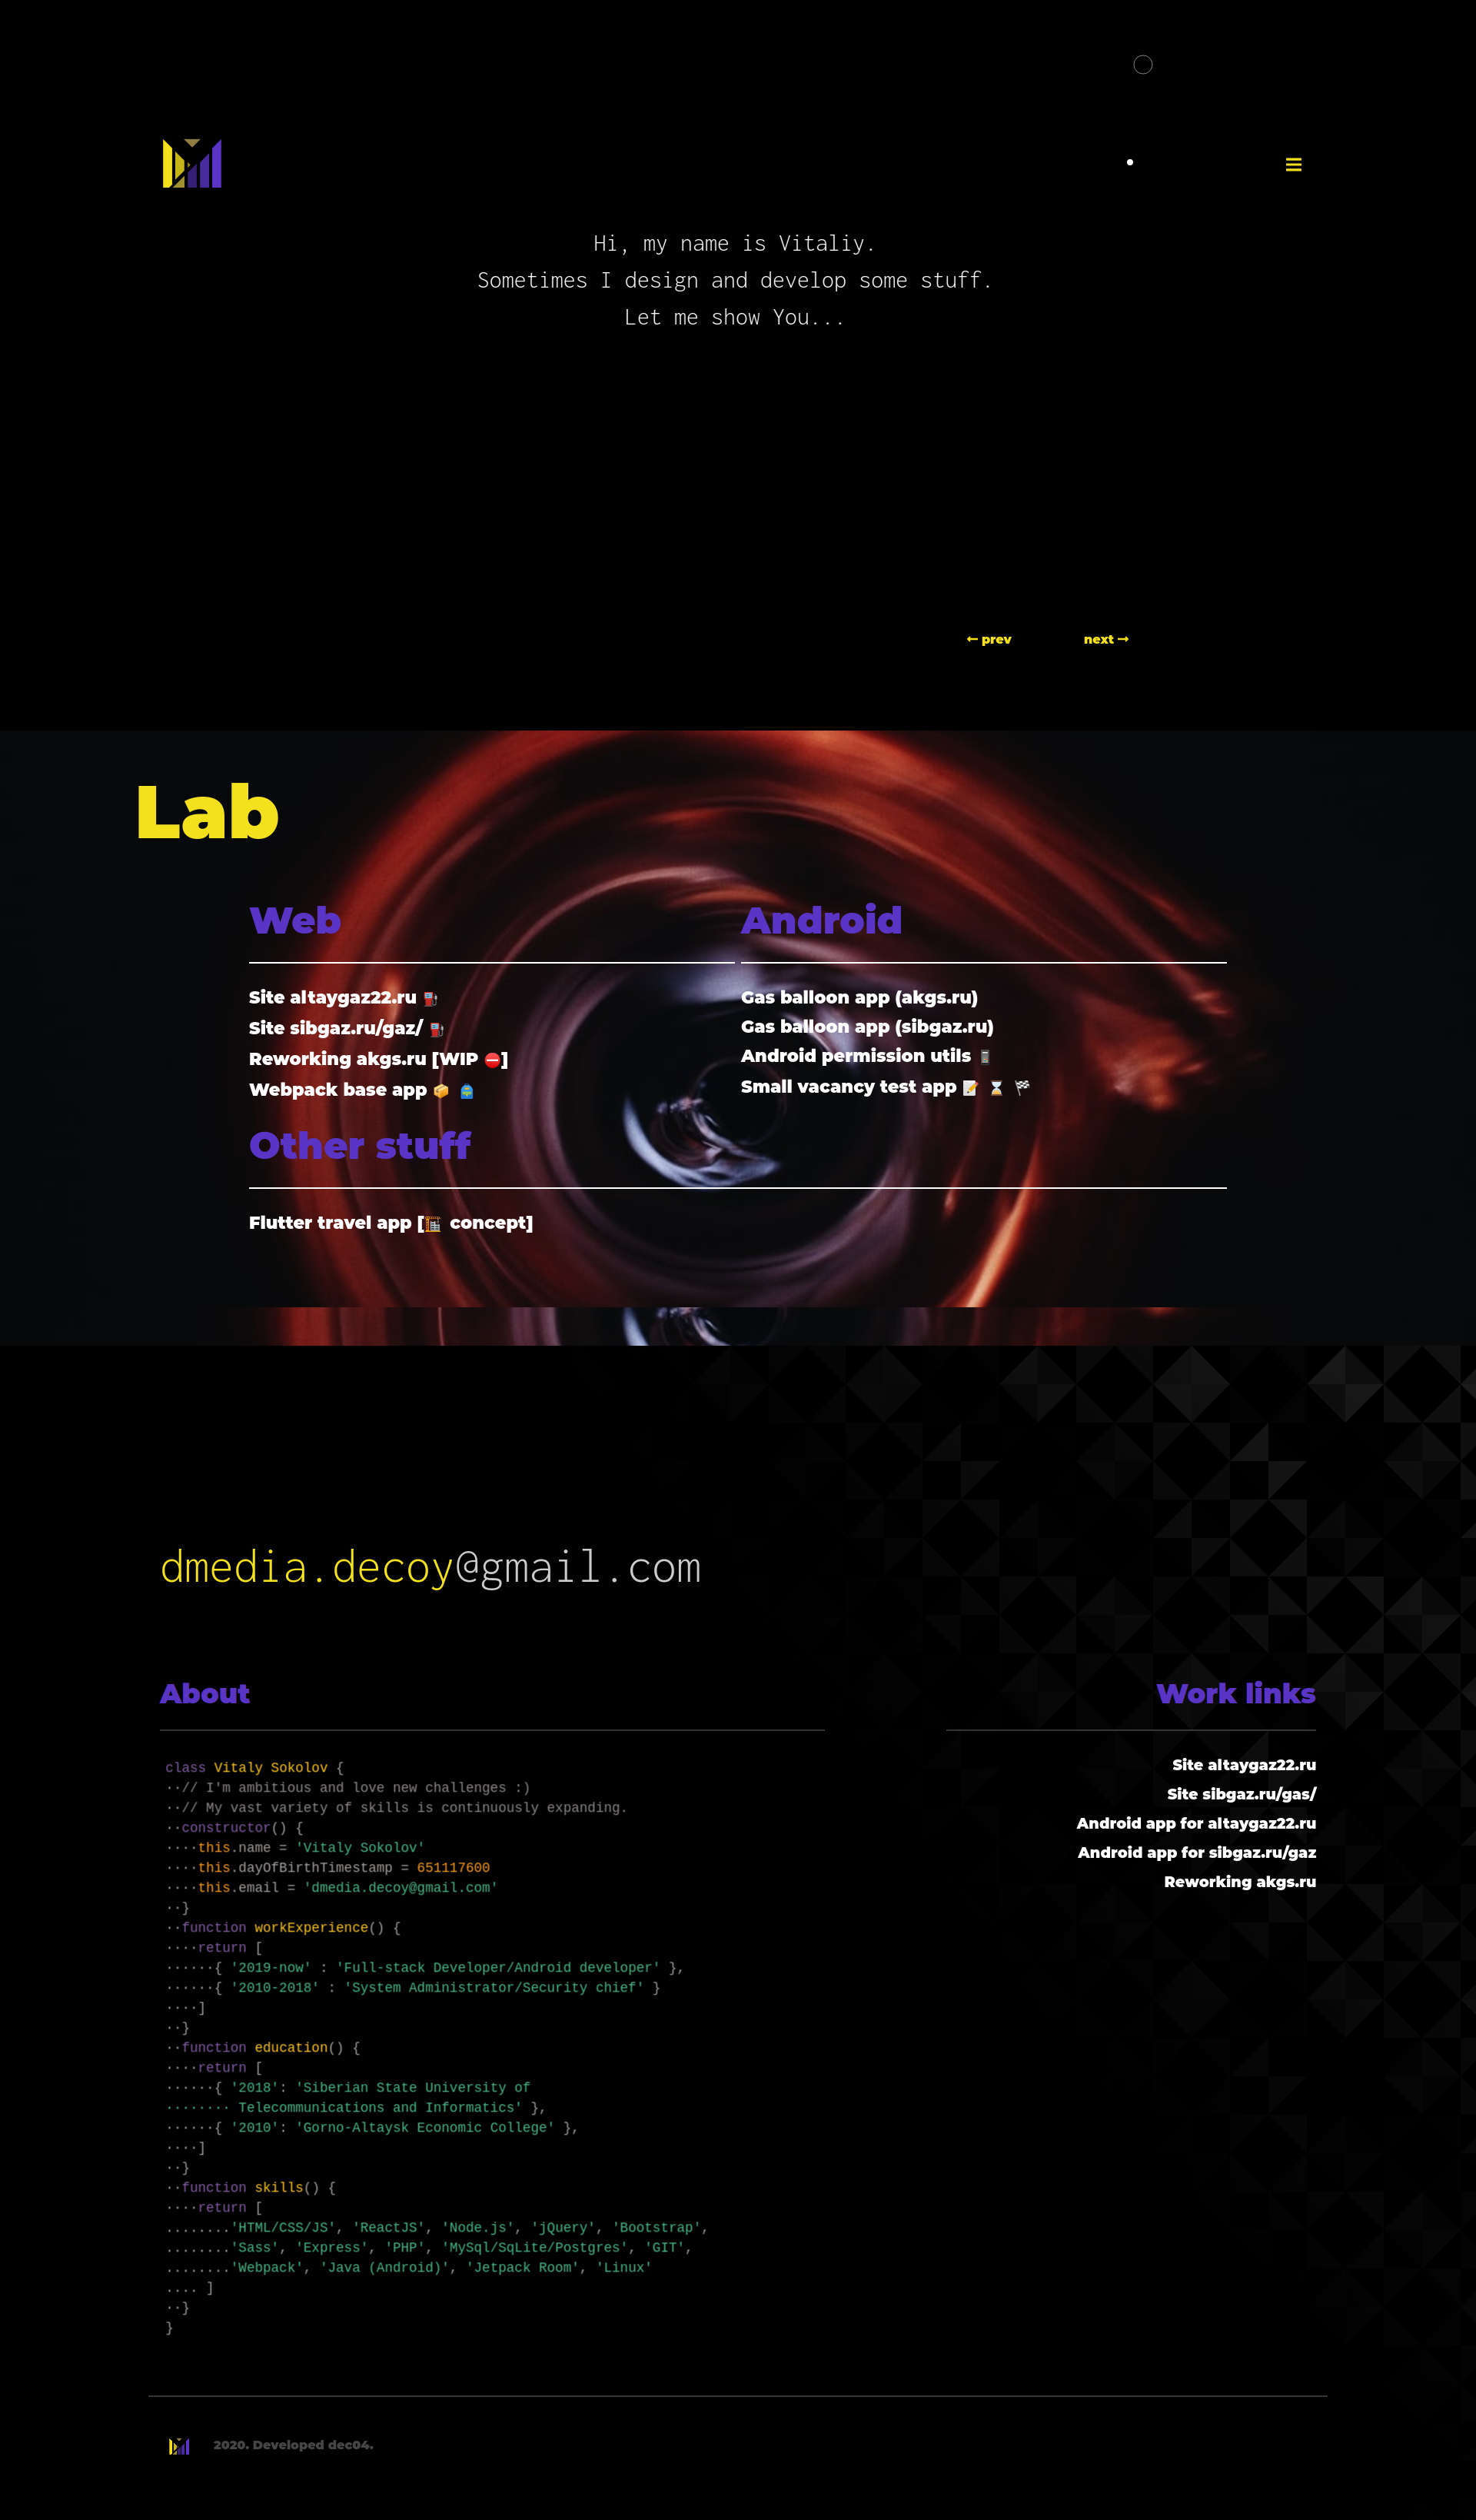 Hi, my name is Vitaliy.
Sometimes I design and develop some stuff.
Let me show You...
← prev
next →
Lab
Web
Site altaygaz22.ru ⛽
Site sibgaz.ru/gaz/ ⛽
Reworking akgs.ru [WIP ⛔]
Webpack base app 📦 🎒
Android
Gas balloon app (akgs.ru)
Gas balloon app (sibgaz.ru)
Android permission utils
Small vacancy test app 📝 ⌛ 🏁
Other stuff
Flutter travel app [🏗 concept]
dmedia.decoy@gmail.com
About
class Vitaly Sokolov {
··// I'm ambitious and love new challenges :)
··// My vast variety of skills is continuously expanding.
··constructor() {
····this.name = 'Vitaly Sokolov'
····this.dayOfBirthTimestamp = 651117600
····this.email = 'dmedia.decoy@gmail.com'
··}
··function workExperience() {
····return [
······{ '2019-now' : 'Full-stack Developer/Android developer' },
······{ '2010-2018' : 'System Administrator/Security chief' }
····]
··}
··function education() {
····return [
······{ '2018': 'Siberian State University of
········ Telecommunications and Informatics' },
······{ '2010': 'Gorno-Altaysk Economic College' },
····]
··}
··function skills() {
····return [
........'HTML/CSS/JS', 'ReactJS', 'Node.js', 'jQuery', 'Bootstrap',
........'Sass', 'Express', 'PHP', 'MySql/SqLite/Postgres', 'GIT',
........'Webpack', 'Java (Android)', 'Jetpack Room', 'Linux'
.... ]
··}
}
Work links
Site altaygaz22.ru
Site sibgaz.ru/gas/
Android app for altaygaz22.ru
Android app for sibgaz.ru/gaz
Reworking akgs.ru
2020. Developed dec04.